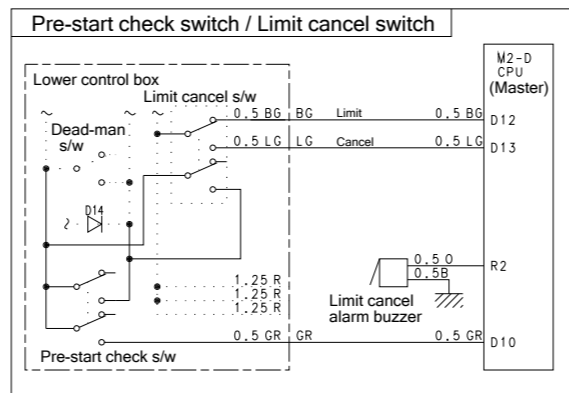 Pre-start check switch / Limit cancel switch
M2-D
CPU
(Master)
Lower control box
Limit cancel s/w
0.5 BG BG Limit 0.5 BG D12
Dead-man
s/w
0.5 LG LG Cancel 0.5 LG D13
D14
0.5 O R2
0.5B
1.25 R
1.25 R
1.25 R
Limit cancel
alarm buzzer
0.5 GR GR 0.5 GR D10
Pre-start check s/w